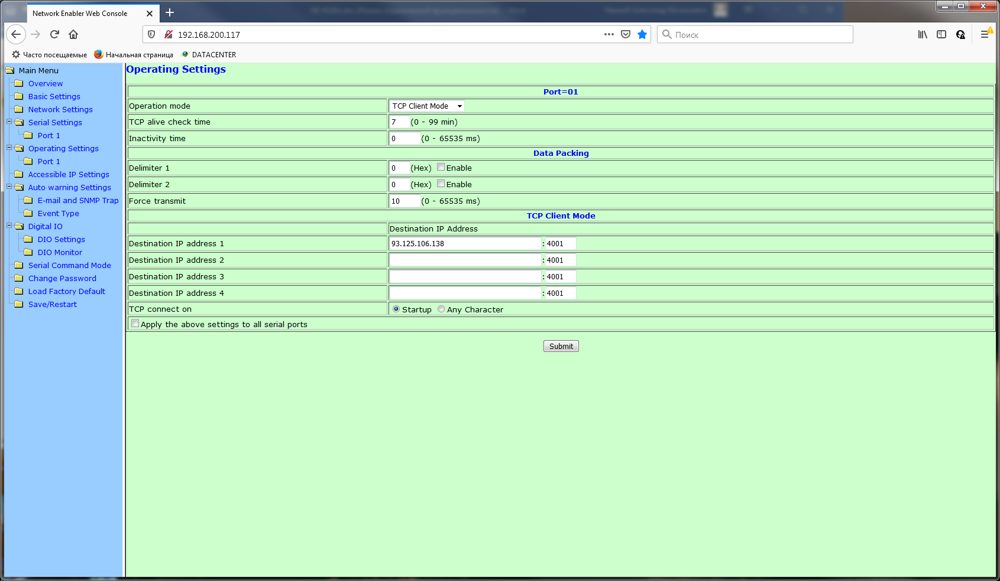 Network Enabler Web Console
192.168.200.117
Поиск
Часто посещаемые Начальная страница DATACENTER
Main Menu
Overview
Basic Settings
Network Settings
Serial Settings
Port 1
Operating Settings
Port 1
Accessible IP Settings
Auto warning Settings
E-mail and SNMP Trap
Event Type
Digital IO
DIO Settings
DIO Monitor
Serial Command Mode
Change Password
Load Factory Default
Save/Restart
Operating Settings
Port=01
Operation mode TCP Client Mode
TCP alive check time 7 (0 - 99 min)
Inactivity time 0 (0 - 65535 ms)
Data Packing
Delimiter 1 0 (Hex) Enable
Delimiter 2 0 (Hex) Enable
Force transmit 10 (0 - 65535 ms)
TCP Client Mode
Destination IP Address
Destination IP address 1 93.125.106.138 : 4001
Destination IP address 2 : 4001
Destination IP address 3 : 4001
Destination IP address 4 : 4001
TCP connect on Startup Any Character
Apply the above settings to all serial ports
Submit